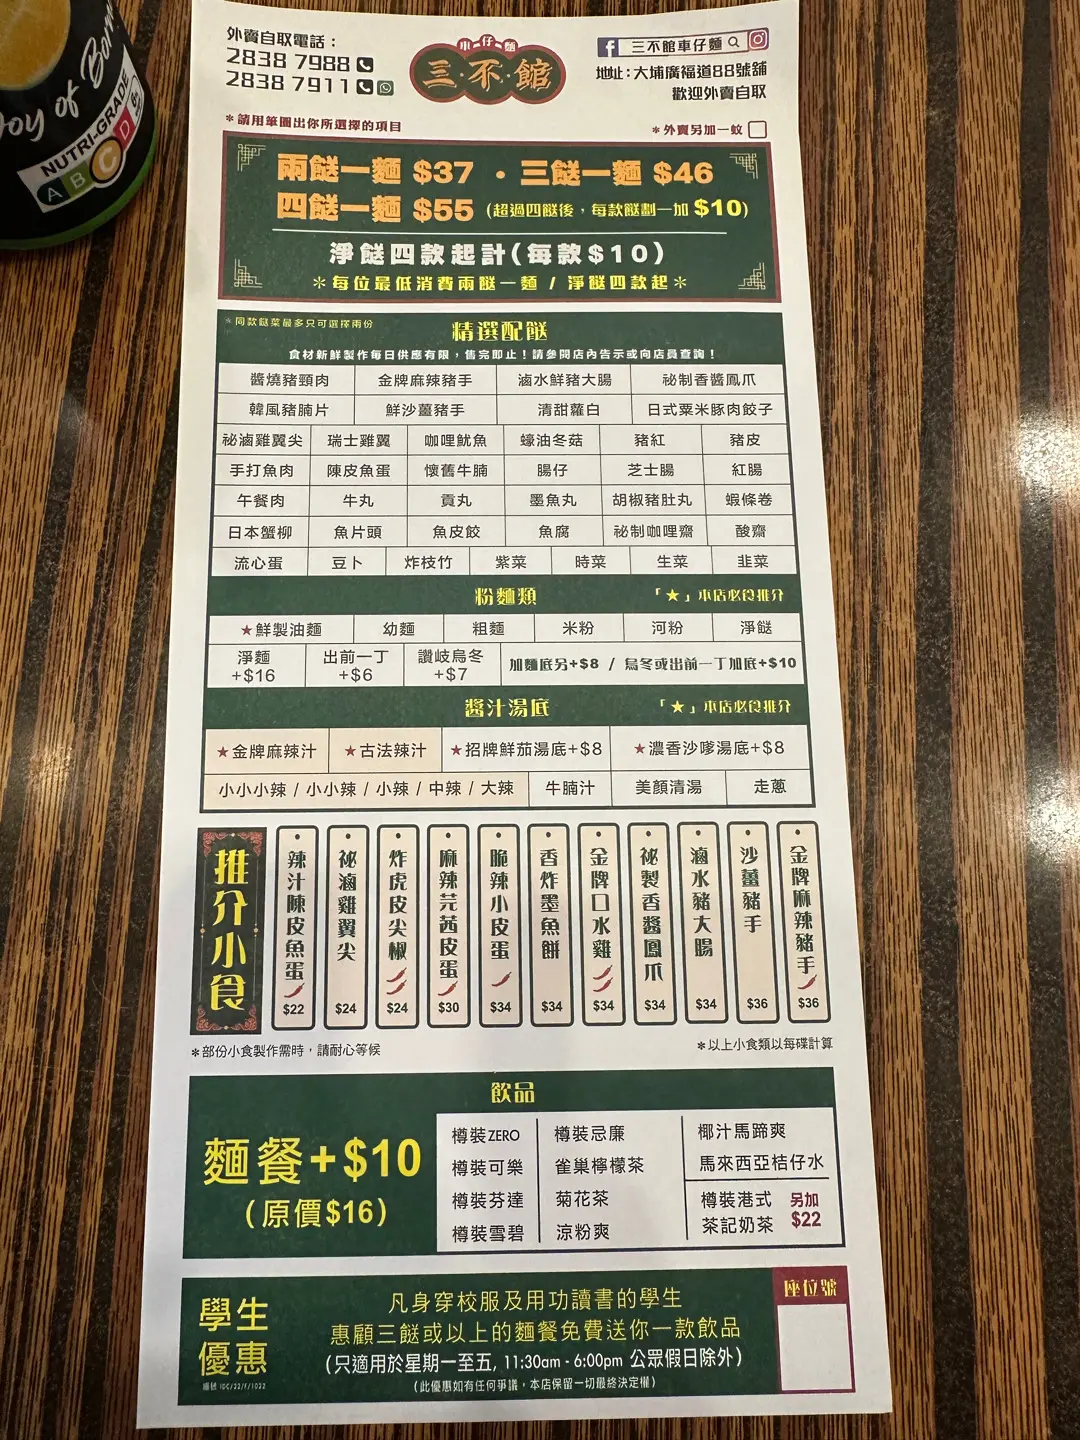 Joy of Born
NUTRI-GRADE
A B C D
外賣自取電話：
2838 7988
2838 7911
車仔麵
三·不·館
三不館車仔麵
地址：大埔廣福道88號舖
歡迎外賣自取
＊請用筆圈出你所選擇的項目
＊外賣另加一蚊
兩餸一麵 $37 · 三餸一麵 $46
四餸一麵 $55 (超過四餸後，每款餸劃一加 $10)
淨餸四款起計(每款$10)
＊每位最低消費兩餸一麵 / 淨餸四款起＊
＊同款餸菜最多只可選擇兩份
精選配餸
食材新鮮製作每日供應有限，售完即止！請參閱店內告示或向店員查詢！
醬燒豬頸肉 金牌麻辣豬手 滷水鮮豬大腸 祕制香醬鳳爪
韓風豬腩片 鮮沙薑豬手 清甜蘿白 日式粟米豚肉餃子
祕滷雞翼尖 瑞士雞翼 咖哩魷魚 蠔油冬菇 豬紅 豬皮
手打魚肉 陳皮魚蛋 懷舊牛腩 腸仔 芝士腸 紅腸
午餐肉 牛丸 貢丸 墨魚丸 胡椒豬肚丸 蝦條卷
日本蟹柳 魚片頭 魚皮餃 魚腐 祕制咖哩齋 酸齋
流心蛋 豆卜 炸枝竹 紫菜 時菜 生菜 韭菜
粉麵類
「★」本店必食推介
★鮮製油麵 幼麵 粗麵 米粉 河粉 淨餸
淨麵 +$16 出前一丁 +$6 讚岐烏冬 +$7 加麵底另+$8 / 烏冬或出前一丁加底+$10
醬汁湯底
「★」本店必食推介
★金牌麻辣汁 ★古法辣汁 ★招牌鮮茄湯底+$8 ★濃香沙嗲湯底+$8
小小小辣 / 小小辣 / 小辣 / 中辣 / 大辣 牛腩汁 美顏清湯 走蔥
推介小食
辣汁陳皮魚蛋 $22
祕滷雞翼尖 $24
炸虎皮尖椒 $24
麻辣芫茜皮蛋 $30
脆辣小皮蛋 $34
香炸墨魚餅 $34
金牌口水雞 $34
祕製香醬鳳爪 $34
滷水豬大腸 $34
沙薑豬手 $36
金牌麻辣豬手 $36
＊部份小食製作需時，請耐心等候
＊以上小食類以每碟計算
飲品
麵餐+$10
(原價$16)
樽裝ZERO
樽裝可樂
樽裝芬達
樽裝雪碧
樽裝忌廉
雀巢檸檬茶
菊花茶
涼粉爽
椰汁馬蹄爽
馬來西亞桔仔水
樽裝港式
茶記奶茶
另加
$22
學生
優惠
凡身穿校服及用功讀書的學生
惠顧三餸或以上的麵餐免費送你一款飲品
(只適用於星期一至五, 11:30am - 6:00pm 公眾假日除外)
(此優惠如有任何爭議，本店保留一切最終決定權)
座位號